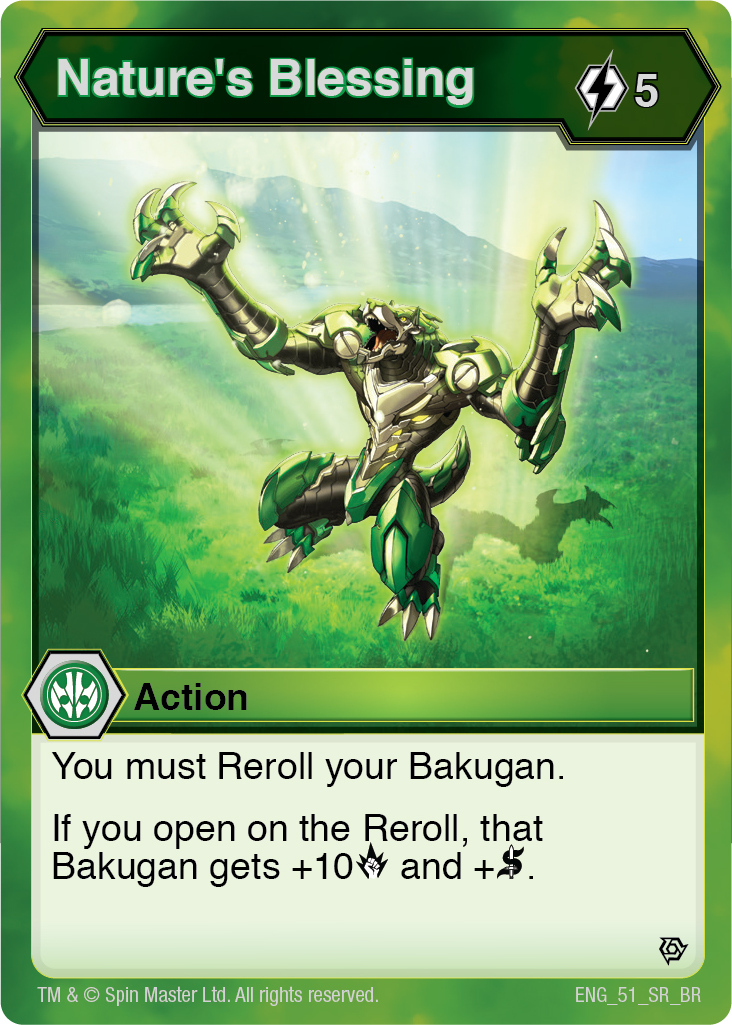 Nature's Blessing
5
Action
You must Reroll your Bakugan.
If you open on the Reroll, that
Bakugan gets +10 and +S.
TM & © Spin Master Ltd. All rights reserved.
ENG_51_SR_BR